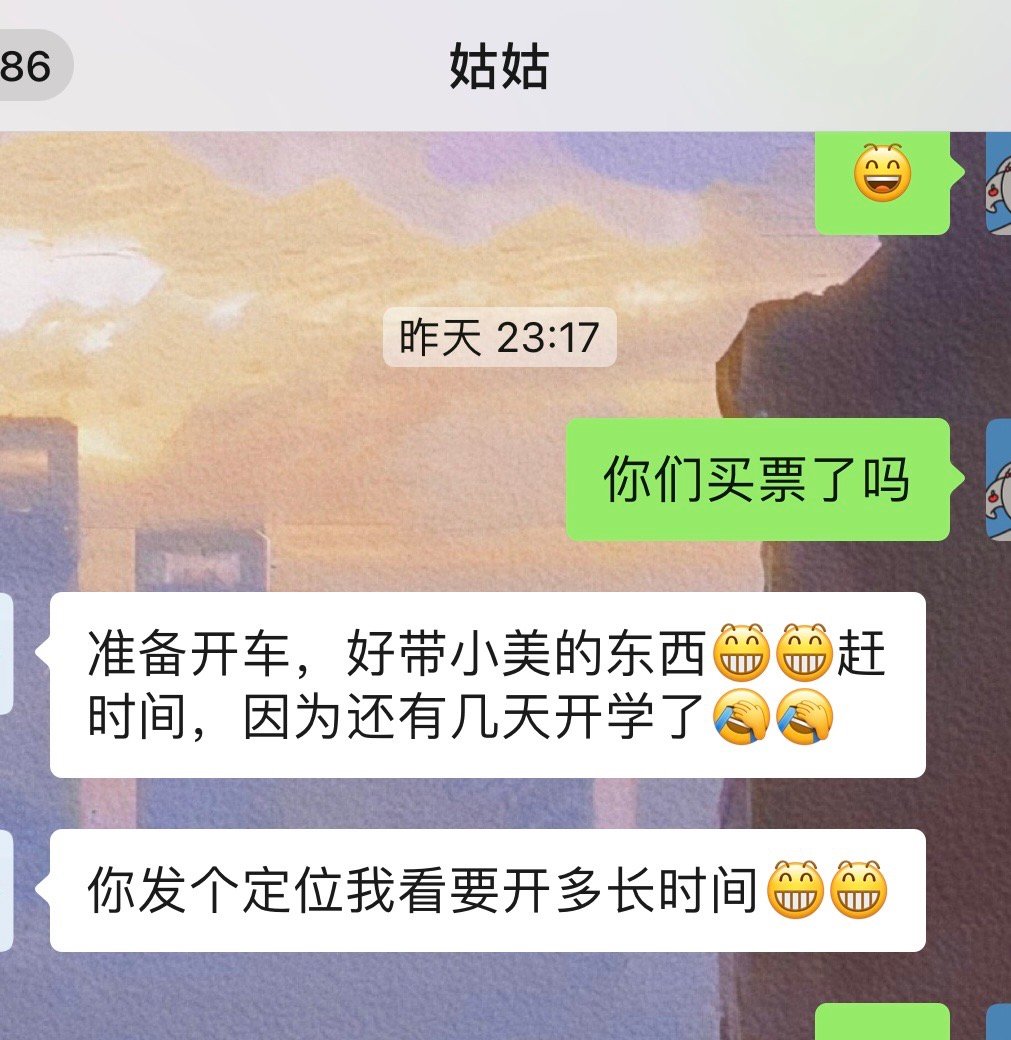 86
姑姑
昨天 23:17
你们买票了吗
准备开车，好带小美的东西😁😁赶
时间，因为还有几天开学了🤦🤦
你发个定位我看要开多长时间😁😁